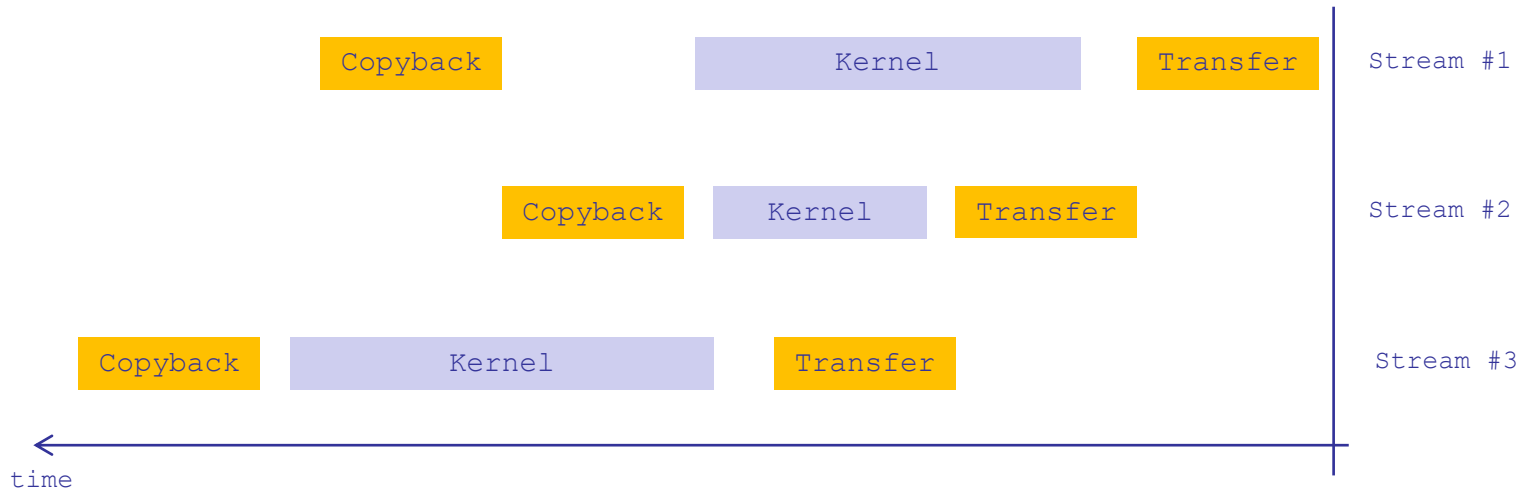 Copyback Kernel Transfer Stream #1
Copyback Kernel Transfer Stream #2
Copyback Kernel Transfer Stream #3
time